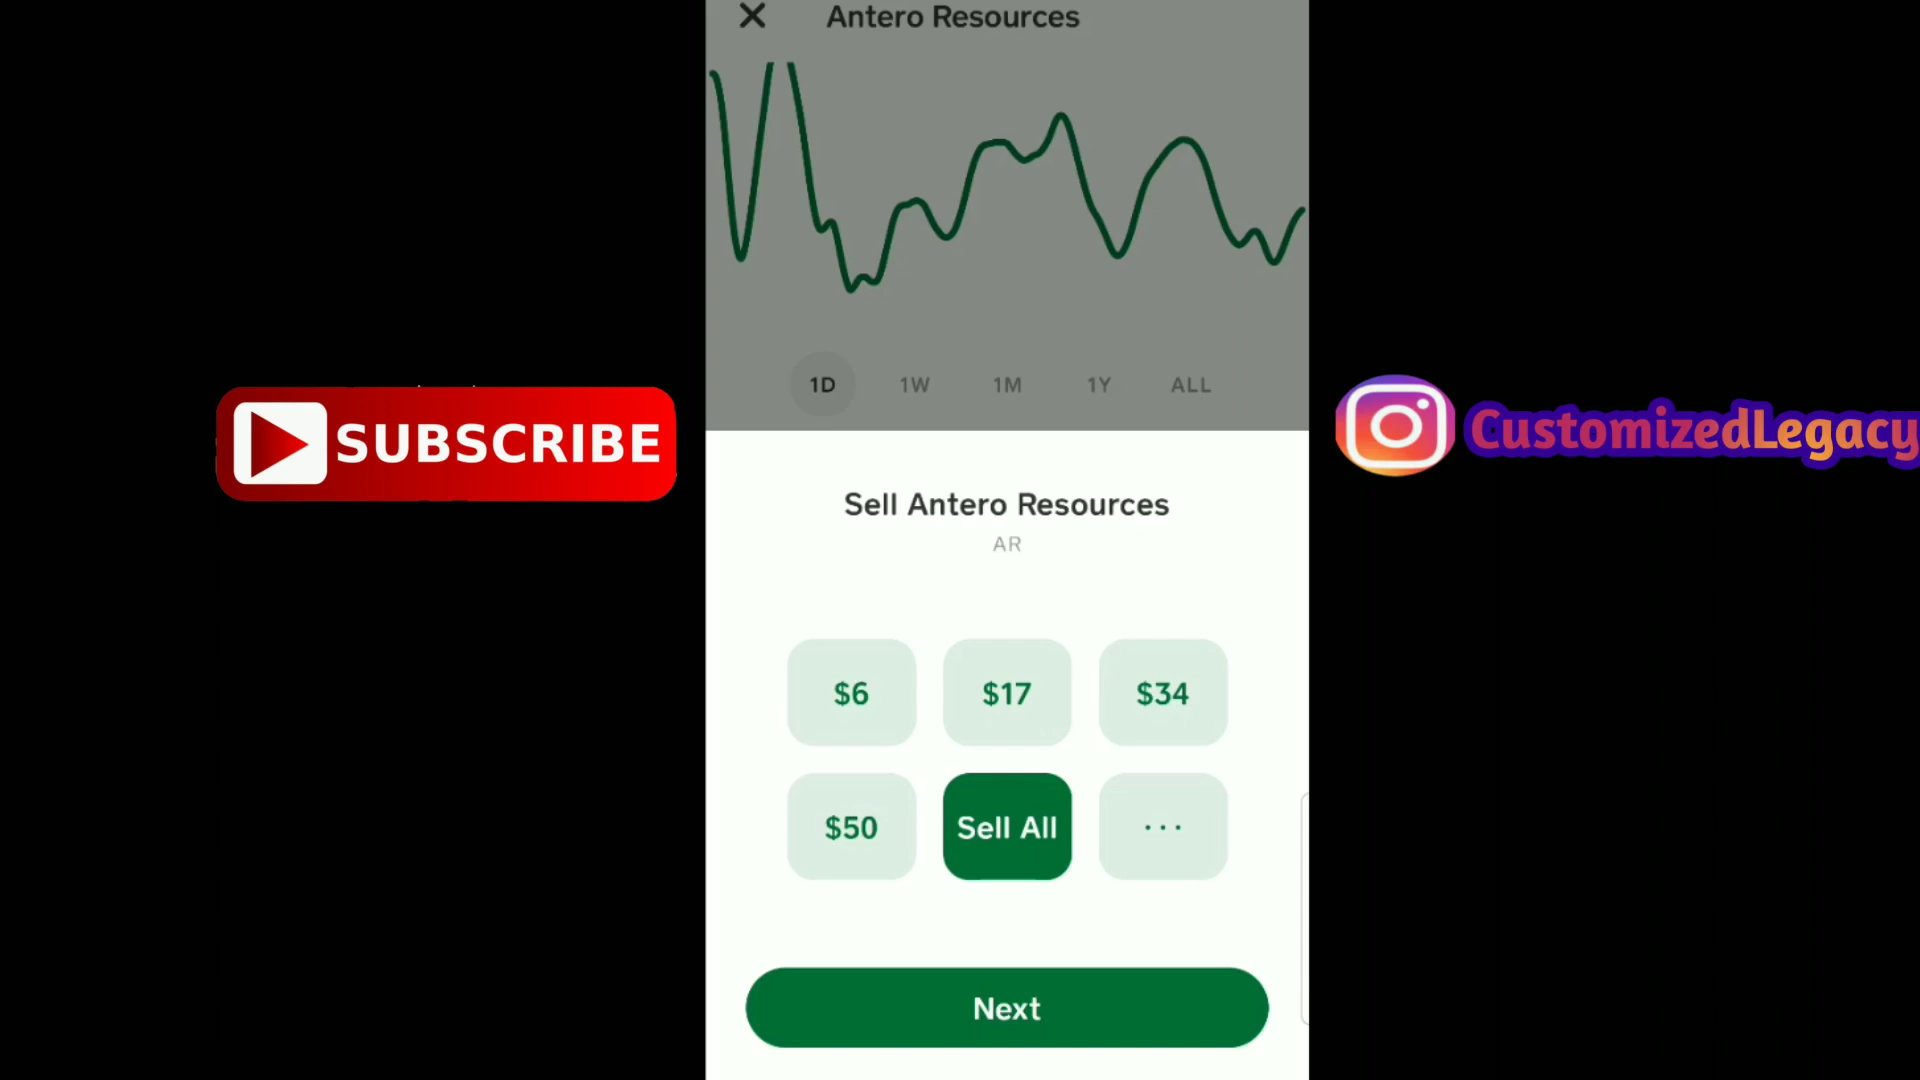 Antero Resources
1D 1W 1M 1Y ALL
SUBSCRIBE
CustomizedLegacy
Sell Antero Resources
AR
$6 $17 $34
$50 Sell All ...
Next